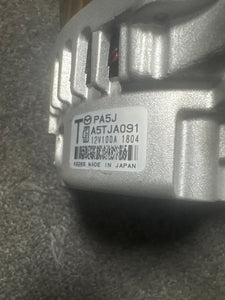 PA5J
T A5TJA091
12V100A 1804
MADE IN JAPAN